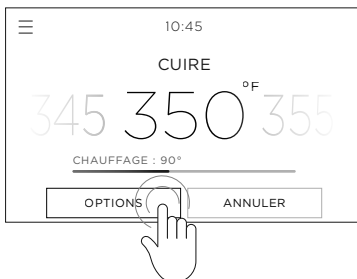 10:45
CUIRE
345 350°F 355
CHAUFFAGE : 90°
OPTIONS ANNULER